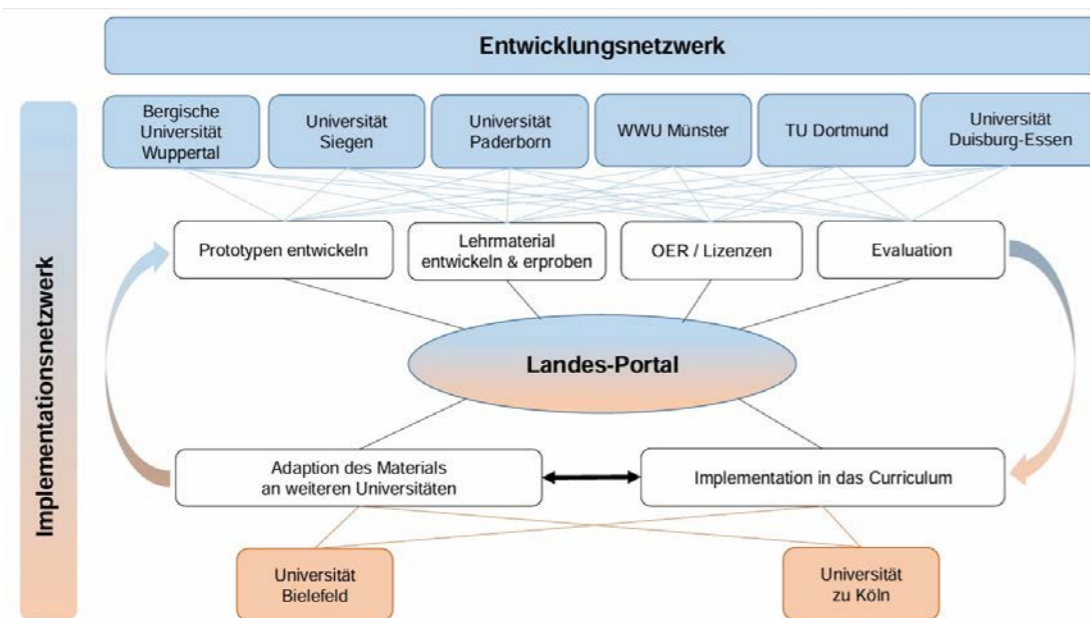 Entwicklungsnetzwerk
Implementationsnetzwerk
Bergische
Universität
Wuppertal
Universität
Siegen
Universität
Paderborn
WWU Münster
TU Dortmund
Universität
Duisburg-Essen
Prototypen entwickeln
Lehrmaterial
entwickeln & erproben
OER / Lizenzen
Evaluation
Landes-Portal
Adaption des Materials
an weiteren Universitäten
Implementation in das Curriculum
Universität
Bielefeld
Universität
zu Köln